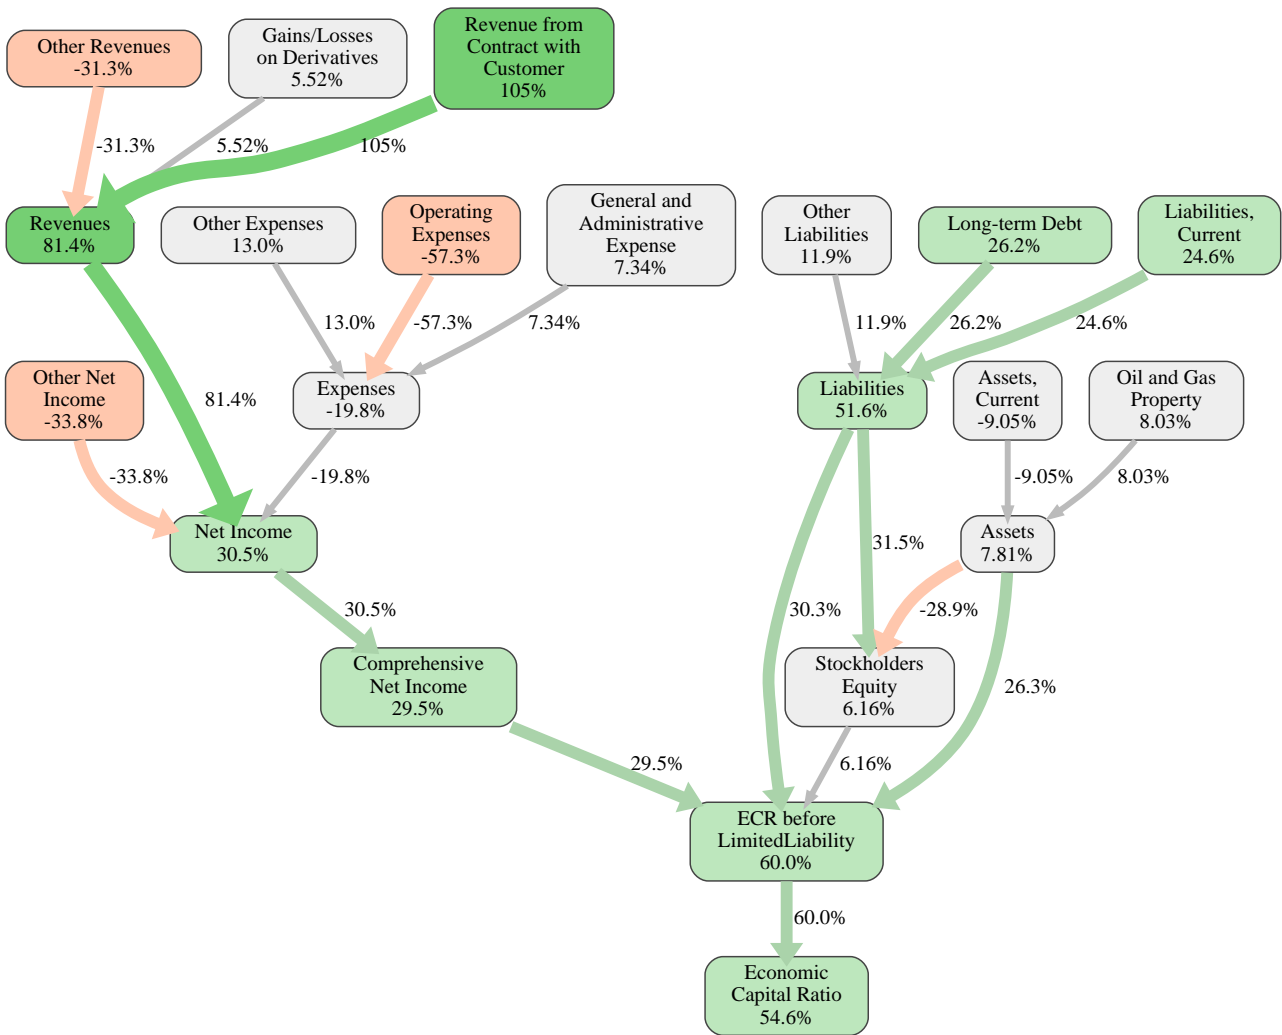 Other Revenues
-31.3%
Gains/Losses
on Derivatives
5.52%
Revenue from
Contract with
Customer
105%
-31.3%
5.52%
105%
Revenues
81.4%
Other Expenses
13.0%
Operating
Expenses
-57.3%
General and
Administrative
Expense
7.34%
Other
Liabilities
11.9%
Long-term Debt
26.2%
Liabilities,
Current
24.6%
13.0%
-57.3%
7.34%
11.9%
26.2%
24.6%
Other Net
Income
-33.8%
81.4%
Expenses
-19.8%
Liabilities
51.6%
Assets,
Current
-9.05%
Oil and Gas
Property
8.03%
-33.8%
-19.8%
-9.05%
8.03%
Net Income
30.5%
31.5%
Assets
7.81%
30.5%
30.3%
-28.9%
Comprehensive
Net Income
29.5%
Stockholders
Equity
6.16%
26.3%
29.5%
6.16%
ECR before
LimitedLiability
60.0%
60.0%
Economic
Capital Ratio
54.6%